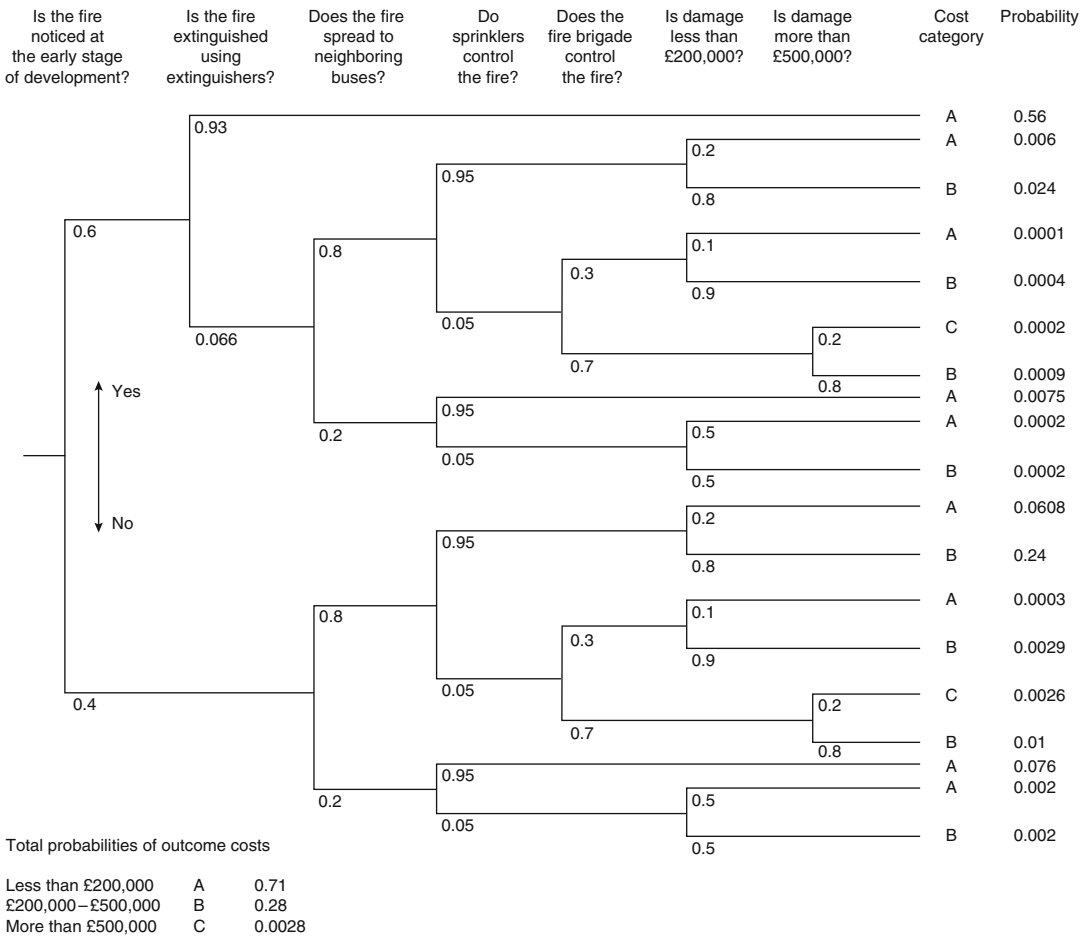 Is the fire
noticed at
the early stage
of development?
Is the fire
extinguished
using
extinguishers?
Does the fire
spread to
neighboring
buses?
Do
sprinklers
control
the fire?
Does the
fire brigade
control
the fire?
Is damage
less than
£200,000?
Is damage
more than
£500,000?
Cost
category
Probability
A 0.56
0.93
A 0.006
0.2
0.95
B 0.024
0.8
0.6
A 0.0001
0.1
0.8
0.3
B 0.0004
0.9
0.05
C 0.0002
0.2
0.066
0.7
B 0.0009
0.8
Yes
A 0.0075
0.95
A 0.0002
0.5
0.2
0.05
B 0.0002
0.5
A 0.0608
0.2
No
0.95
B 0.24
0.8
A 0.0003
0.1
0.8
0.3
B 0.0029
0.9
0.05
C 0.0026
0.2
0.4
0.7
B 0.01
0.8
A 0.076
0.95
A 0.002
0.5
0.2
0.05
B 0.002
0.5
Total probabilities of outcome costs
Less than £200,000 A 0.71
£200,000–£500,000 B 0.28
More than £500,000 C 0.0028